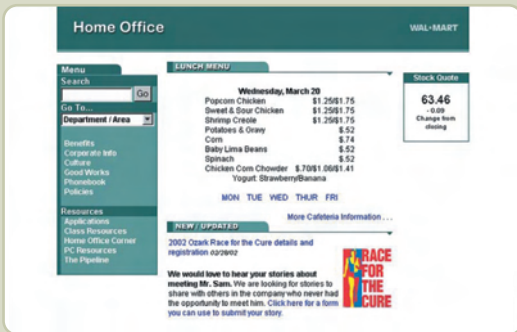 Home Office
WAL★MART
Menu
Search
Go
Go To...
Department / Area
Benefits
Corporate Info
Culture
Good Works
Phonebook
Policies
Resources
Applications
Class Resources
Home Office Corner
PC Resources
The Pipeline
LUNCH MENU
Wednesday, March 20
Popcorn Chicken $1.25/$1.75
Sweet & Sour Chicken $1.25/$1.75
Shrimp Creole $1.25/$1.75
Potatoes & Gravy $.52
Corn $.74
Baby Lima Beans $.52
Spinach $.52
Chicken Corn Chowder $.70/$1.06/$1.41
Yogurt: Strawberry/Banana
MON TUE WED THUR FRI
More Cafeteria Information . . .
NEW / UPDATED
2002 Ozark Race for the Cure details and
registration 02/28/02
We would love to hear your stories about
meeting Mr. Sam. We are looking for stories to
share with others in the company who never had
the opportunity to meet him. Click here for a form
you can use to submit your story.
RACE
FOR
THE
CURE
Stock Quote
63.46
- 0.09
Change from
closing